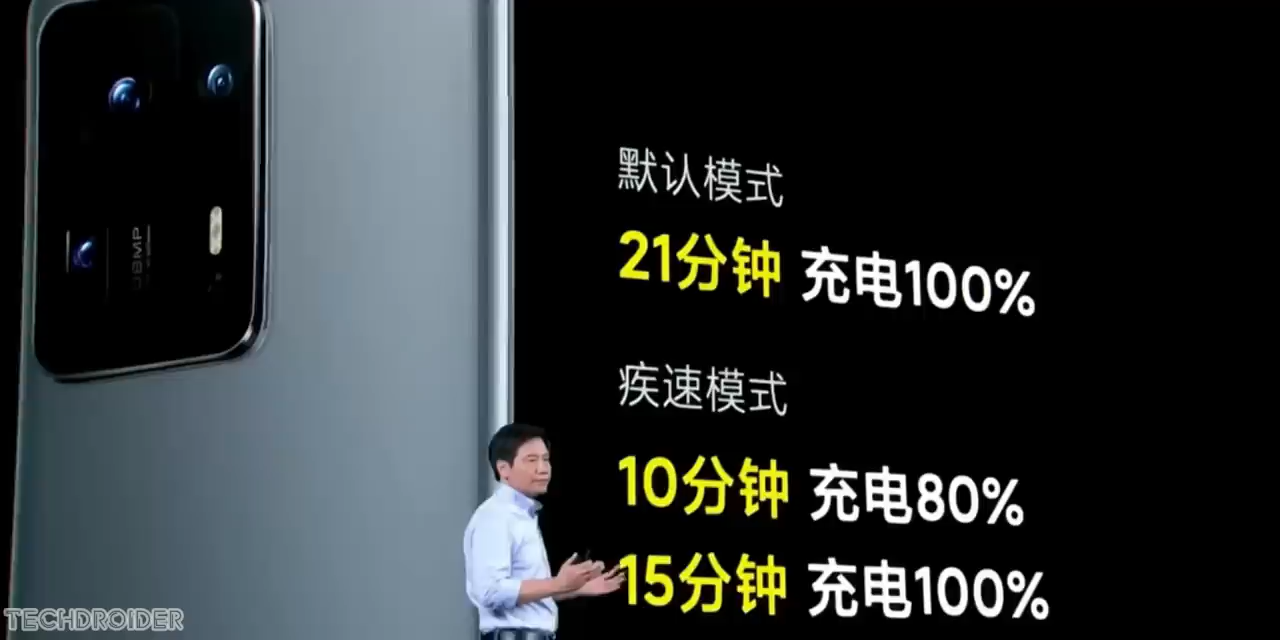 默认模式
21分钟 充电100%
疾速模式
10分钟 充电80%
15分钟 充电100%
TECHDROIDER